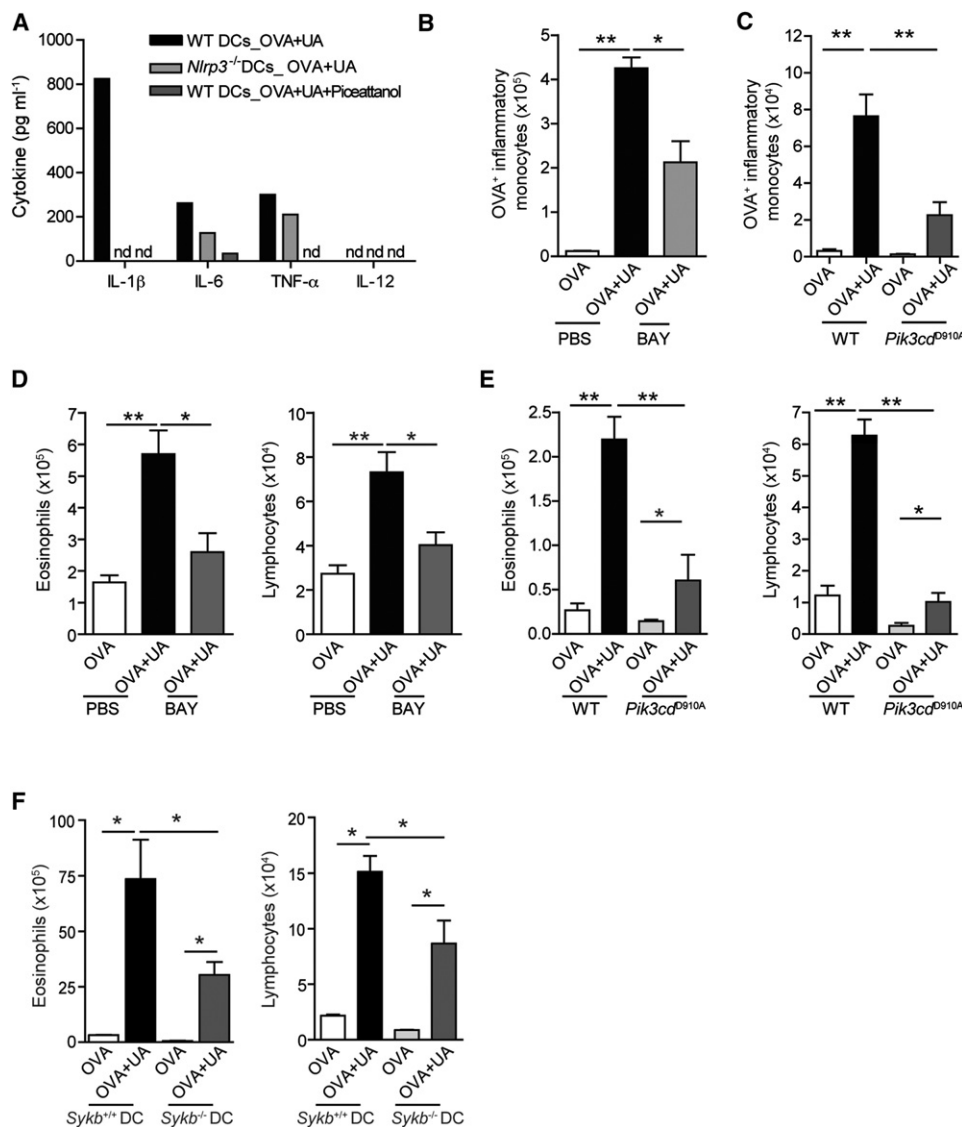 A
WT DCs_OVA+UA
Nlrp3-/-DCs_ OVA+UA
WT DCs_OVA+UA+Piceattanol
Cytokine (pg ml-1)
1000
800
600
400
200
0
nd nd
nd
nd nd nd
IL-1β IL-6 TNF-α IL-12
B
OVA+ inflammatory
monocytes (x10^5)
5
4
3
2
1
0
** *
OVA OVA+UA OVA+UA
PBS BAY
C
OVA+ inflammatory
monocytes (x10^4)
12
10
8
6
4
2
0
** **
OVA OVA+UA OVA OVA+UA
WT Pik3cdD910A
D
Eosinophils (x10^5)
7
6
5
4
3
2
1
0
** *
OVA OVA+UA OVA+UA
PBS BAY
Lymphocytes (x10^4)
10
8
6
4
2
0
** *
OVA OVA+UA OVA+UA
PBS BAY
E
Eosinophils (x10^5)
2.5
2.0
1.5
1.0
0.5
0.0
** **
*
OVA OVA+UA OVA OVA+UA
WT Pik3cdD910A
Lymphocytes (x10^4)
7
6
5
4
3
2
1
0
** **
*
OVA OVA+UA OVA OVA+UA
WT Pik3cdD910A
F
Eosinophils (x10^5)
100
75
50
25
0
* *
*
OVA OVA+UA OVA OVA+UA
Sykb+/+ DC Sykb-/- DC
Lymphocytes (x10^4)
20
15
10
5
0
* *
*
OVA OVA+UA OVA OVA+UA
Sykb+/+ DC Sykb-/- DC